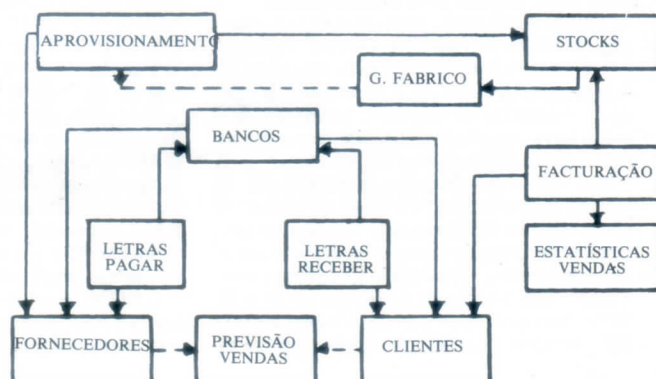 APROVISIONAMENTO
STOCKS
G. FABRICO
BANCOS
FACTURAÇÃO
LETRAS
PAGAR
LETRAS
RECEBER
ESTATÍSTICAS
VENDAS
FORNECEDORES
PREVISÃO
VENDAS
CLIENTES